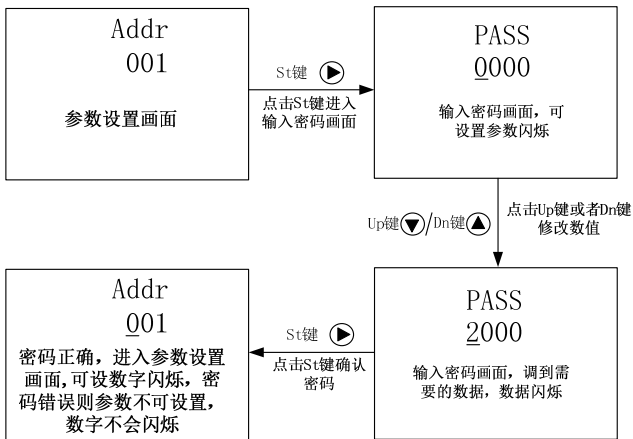 Addr
001
参数设置画面
St键
点击St键进入
输入密码画面
PASS
0000
输入密码画面，可
设置参数闪烁
Up键/Dn键
点击Up键或者Dn键
修改数值
PASS
2000
输入密码画面，调到需
要的数据，数据闪烁
St键
点击St键确认
密码
Addr
001
密码正确，进入参数设置
画面,可设数字闪烁，密
码错误则参数不可设置，
数字不会闪烁